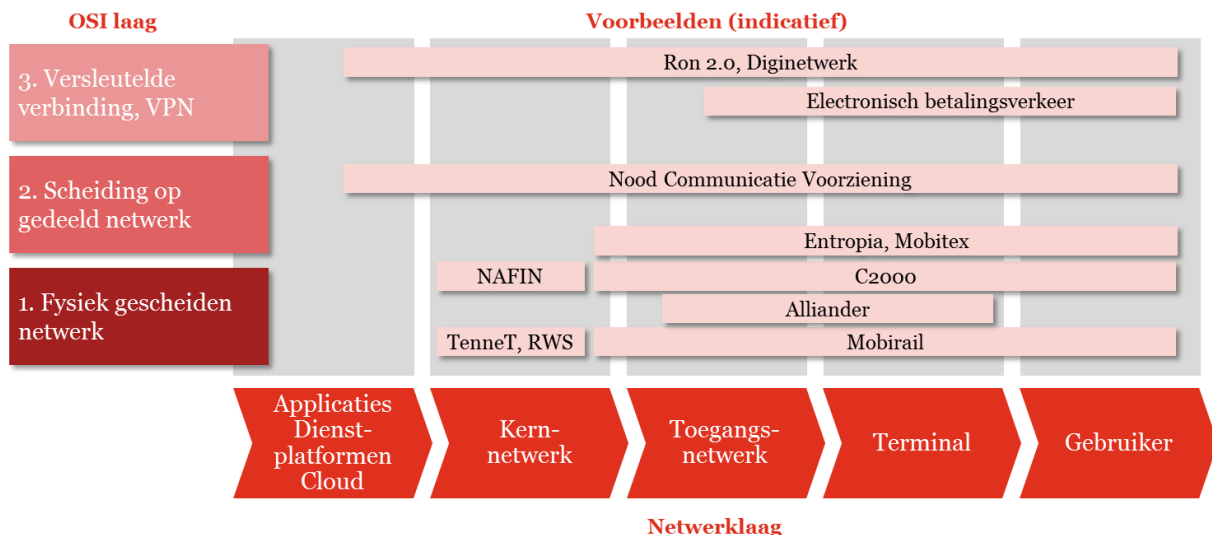 OSI laag
Voorbeelden (indicatief)
3. Versleutelde
verbinding, VPN
Ron 2.0, Diginetwerk
Electronisch betalingsverkeer
2. Scheiding op
gedeeld netwerk
Nood Communicatie Voorziening
Entropia, Mobitex
1. Fysiek gescheiden
netwerk
NAFIN
C2000
Alliander
TenneT, RWS
Mobirail
Applicaties
Dienst-
platformen
Cloud
Kern-
netwerk
Toegangs-
netwerk
Terminal
Gebruiker
Netwerklaag